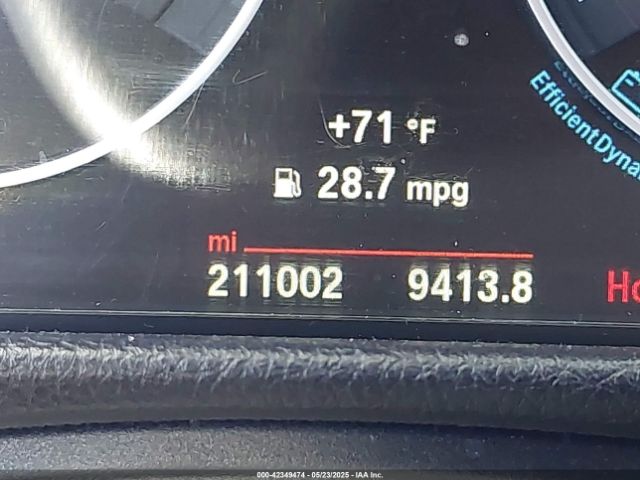 EfficientDyna
+71 °F
28.7 mpg
mi
211002 9413.8 Ho
000-42349474 - 05/23/2025 - IAA Inc.